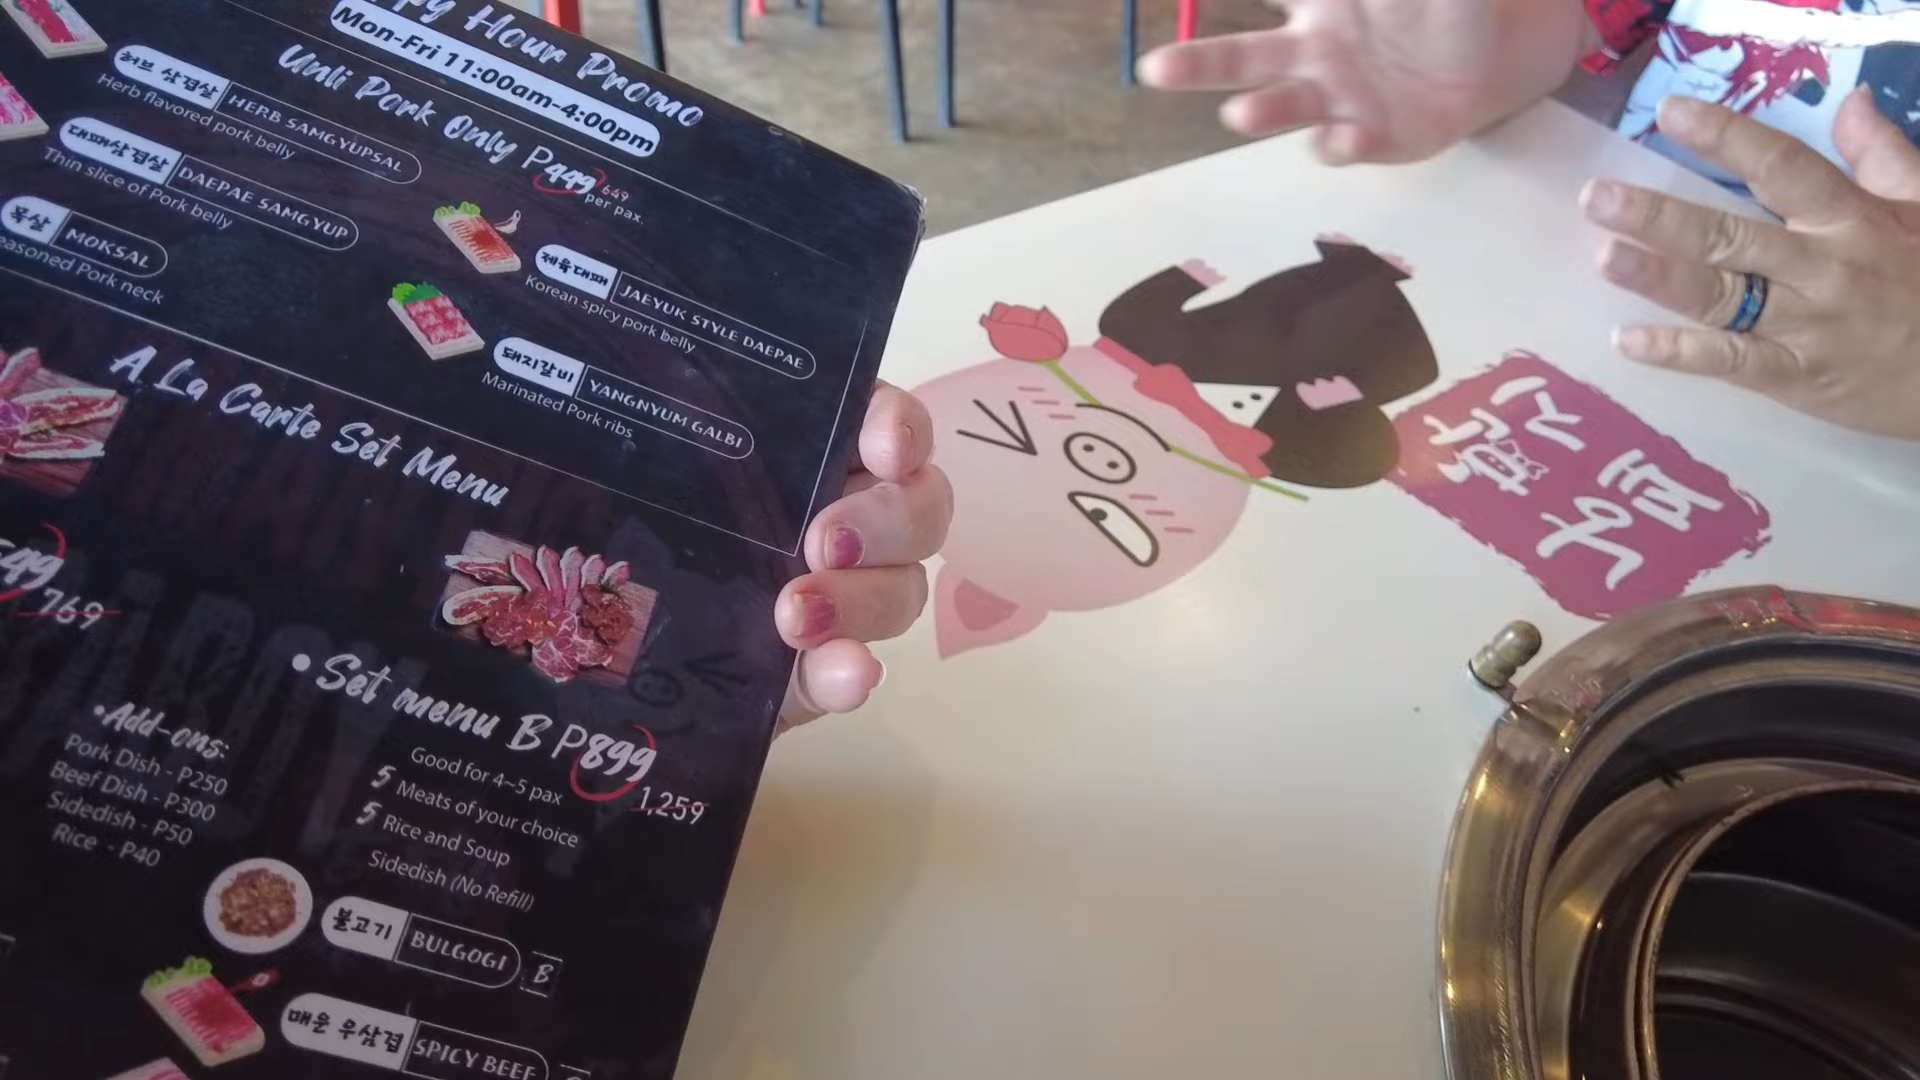 Hour Promo
Mon-Fri 11:00am-4:00pm
Unli Pork Only P449 649
per pax.
허브 삼겹살 HERB SAMGYUPSAL
Herb flavored pork belly
대패삼겹살 DAEPAE SAMGYUP
Thin slice of Pork belly
목살 MOKSAL
Pork neck
제육대패 JAEYUK STYLE DAEPAE
Korean spicy pork belly
돼지갈비 YANGNYUM GALBI
Marinated Pork ribs
A La Carte Set Menu
769
• Set menu B P899
1,259
Good for 4~5 pax
5 Meats of your choice
5 Rice and Soup
Sidedish (No Refill)
•Add-ons:
Pork Dish - P250
Beef Dish - P300
Sidedish - P50
Rice - P40
불고기 BULGOGI B
매운 우삼겹 SPICY BEEF